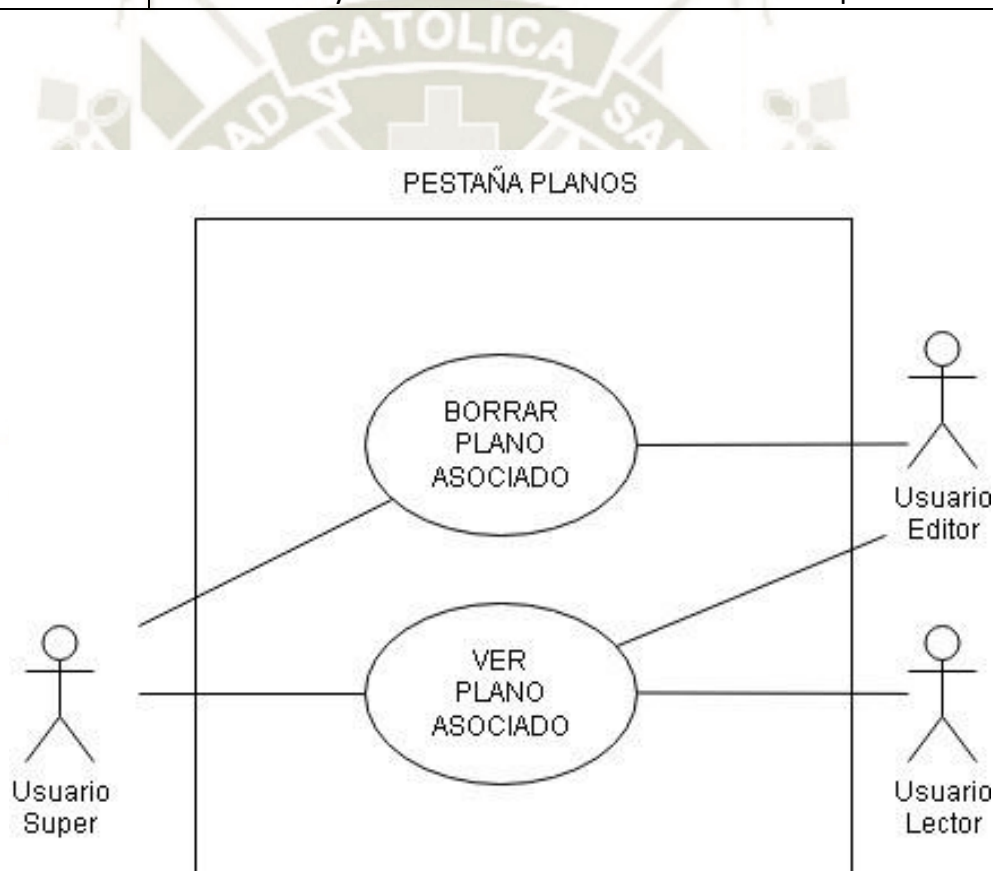 CATOLICA
PESTAÑA PLANOS
BORRAR
PLANO
ASOCIADO
Usuario
Editor
VER
PLANO
ASOCIADO
Usuario
Super
Usuario
Lector